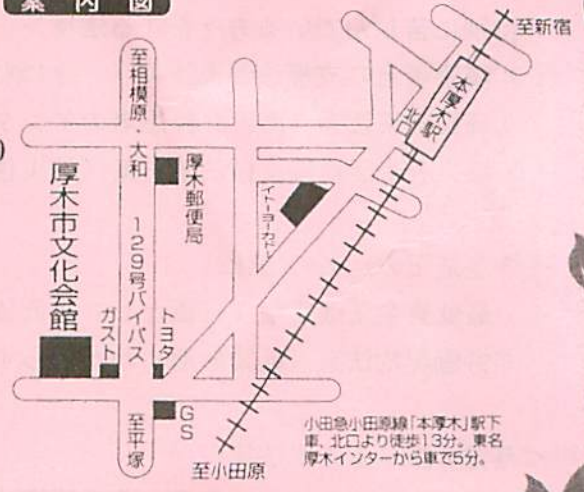 案内図
至新宿
本厚木駅
北口
至相模原・大和
厚木郵便局
イトーヨーカドー
厚木市文化会館
129号バイパス
ガスト
トヨタ
GS
至平塚
至小田原
小田急小田原線「本厚木」駅下
車、北口より徒歩13分。東名
厚木インターから車で5分。